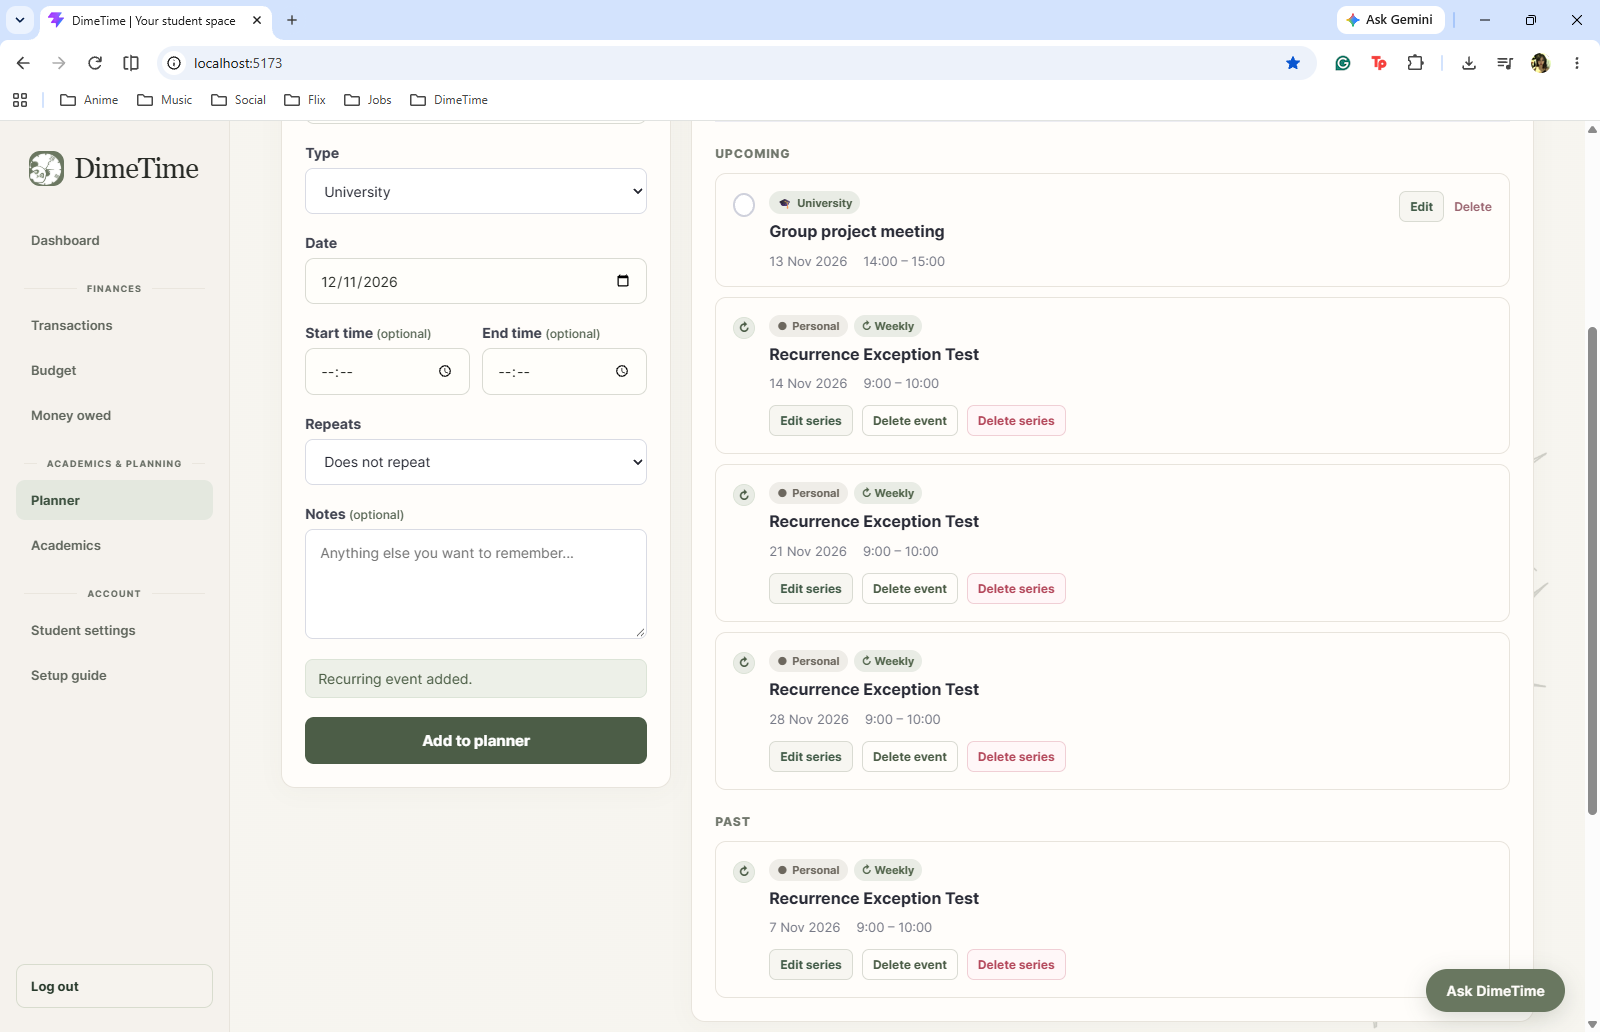 DimeTime | Your student space
Ask Gemini
localhost:5173
Anime
Music
Social
Flix
Jobs
DimeTime
DimeTime
Dashboard
FINANCES
Transactions
Budget
Money owed
ACADEMICS & PLANNING
Planner
Academics
ACCOUNT
Student settings
Setup guide
Log out
Type
University
Date
12/11/2026
Start time (optional)
End time (optional)
--:--
--:--
Repeats
Does not repeat
Notes (optional)
Anything else you want to remember...
Recurring event added.
Add to planner
UPCOMING
University
Group project meeting
13 Nov 2026 14:00 – 15:00
Edit
Delete
Personal
Weekly
Recurrence Exception Test
14 Nov 2026 9:00 – 10:00
Edit series
Delete event
Delete series
Personal
Weekly
Recurrence Exception Test
21 Nov 2026 9:00 – 10:00
Edit series
Delete event
Delete series
Personal
Weekly
Recurrence Exception Test
28 Nov 2026 9:00 – 10:00
Edit series
Delete event
Delete series
PAST
Personal
Weekly
Recurrence Exception Test
7 Nov 2026 9:00 – 10:00
Edit series
Delete event
Delete series
Ask DimeTime